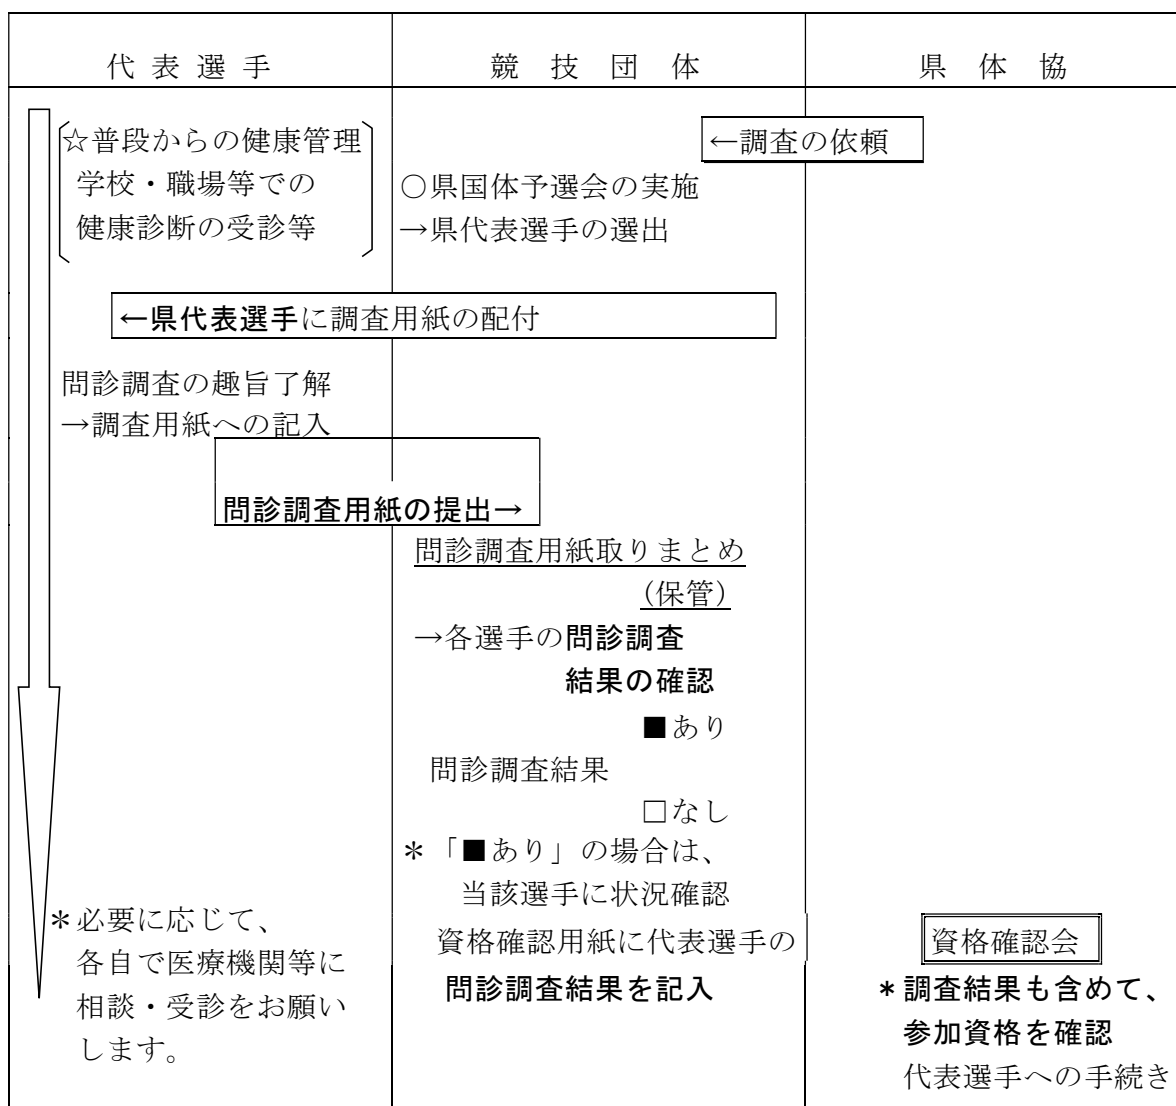 代表選手 競技団体 県体協
☆普段からの健康管理
学校・職場等での
健康診断の受診等
←調査の依頼
○県国体予選会の実施
→県代表選手の選出
←県代表選手に調査用紙の配付
問診調査の趣旨了解
→調査用紙への記入
問診調査用紙の提出→
問診調査用紙取りまとめ
(保管)
→各選手の問診調査
結果の確認
■あり
問診調査結果
□なし
＊「■あり」の場合は、
当該選手に状況確認
資格確認用紙に代表選手の
問診調査結果を記入
＊必要に応じて、
各自で医療機関等に
相談・受診をお願い
します。
資格確認会
＊調査結果も含めて、
参加資格を確認
代表選手への手続き